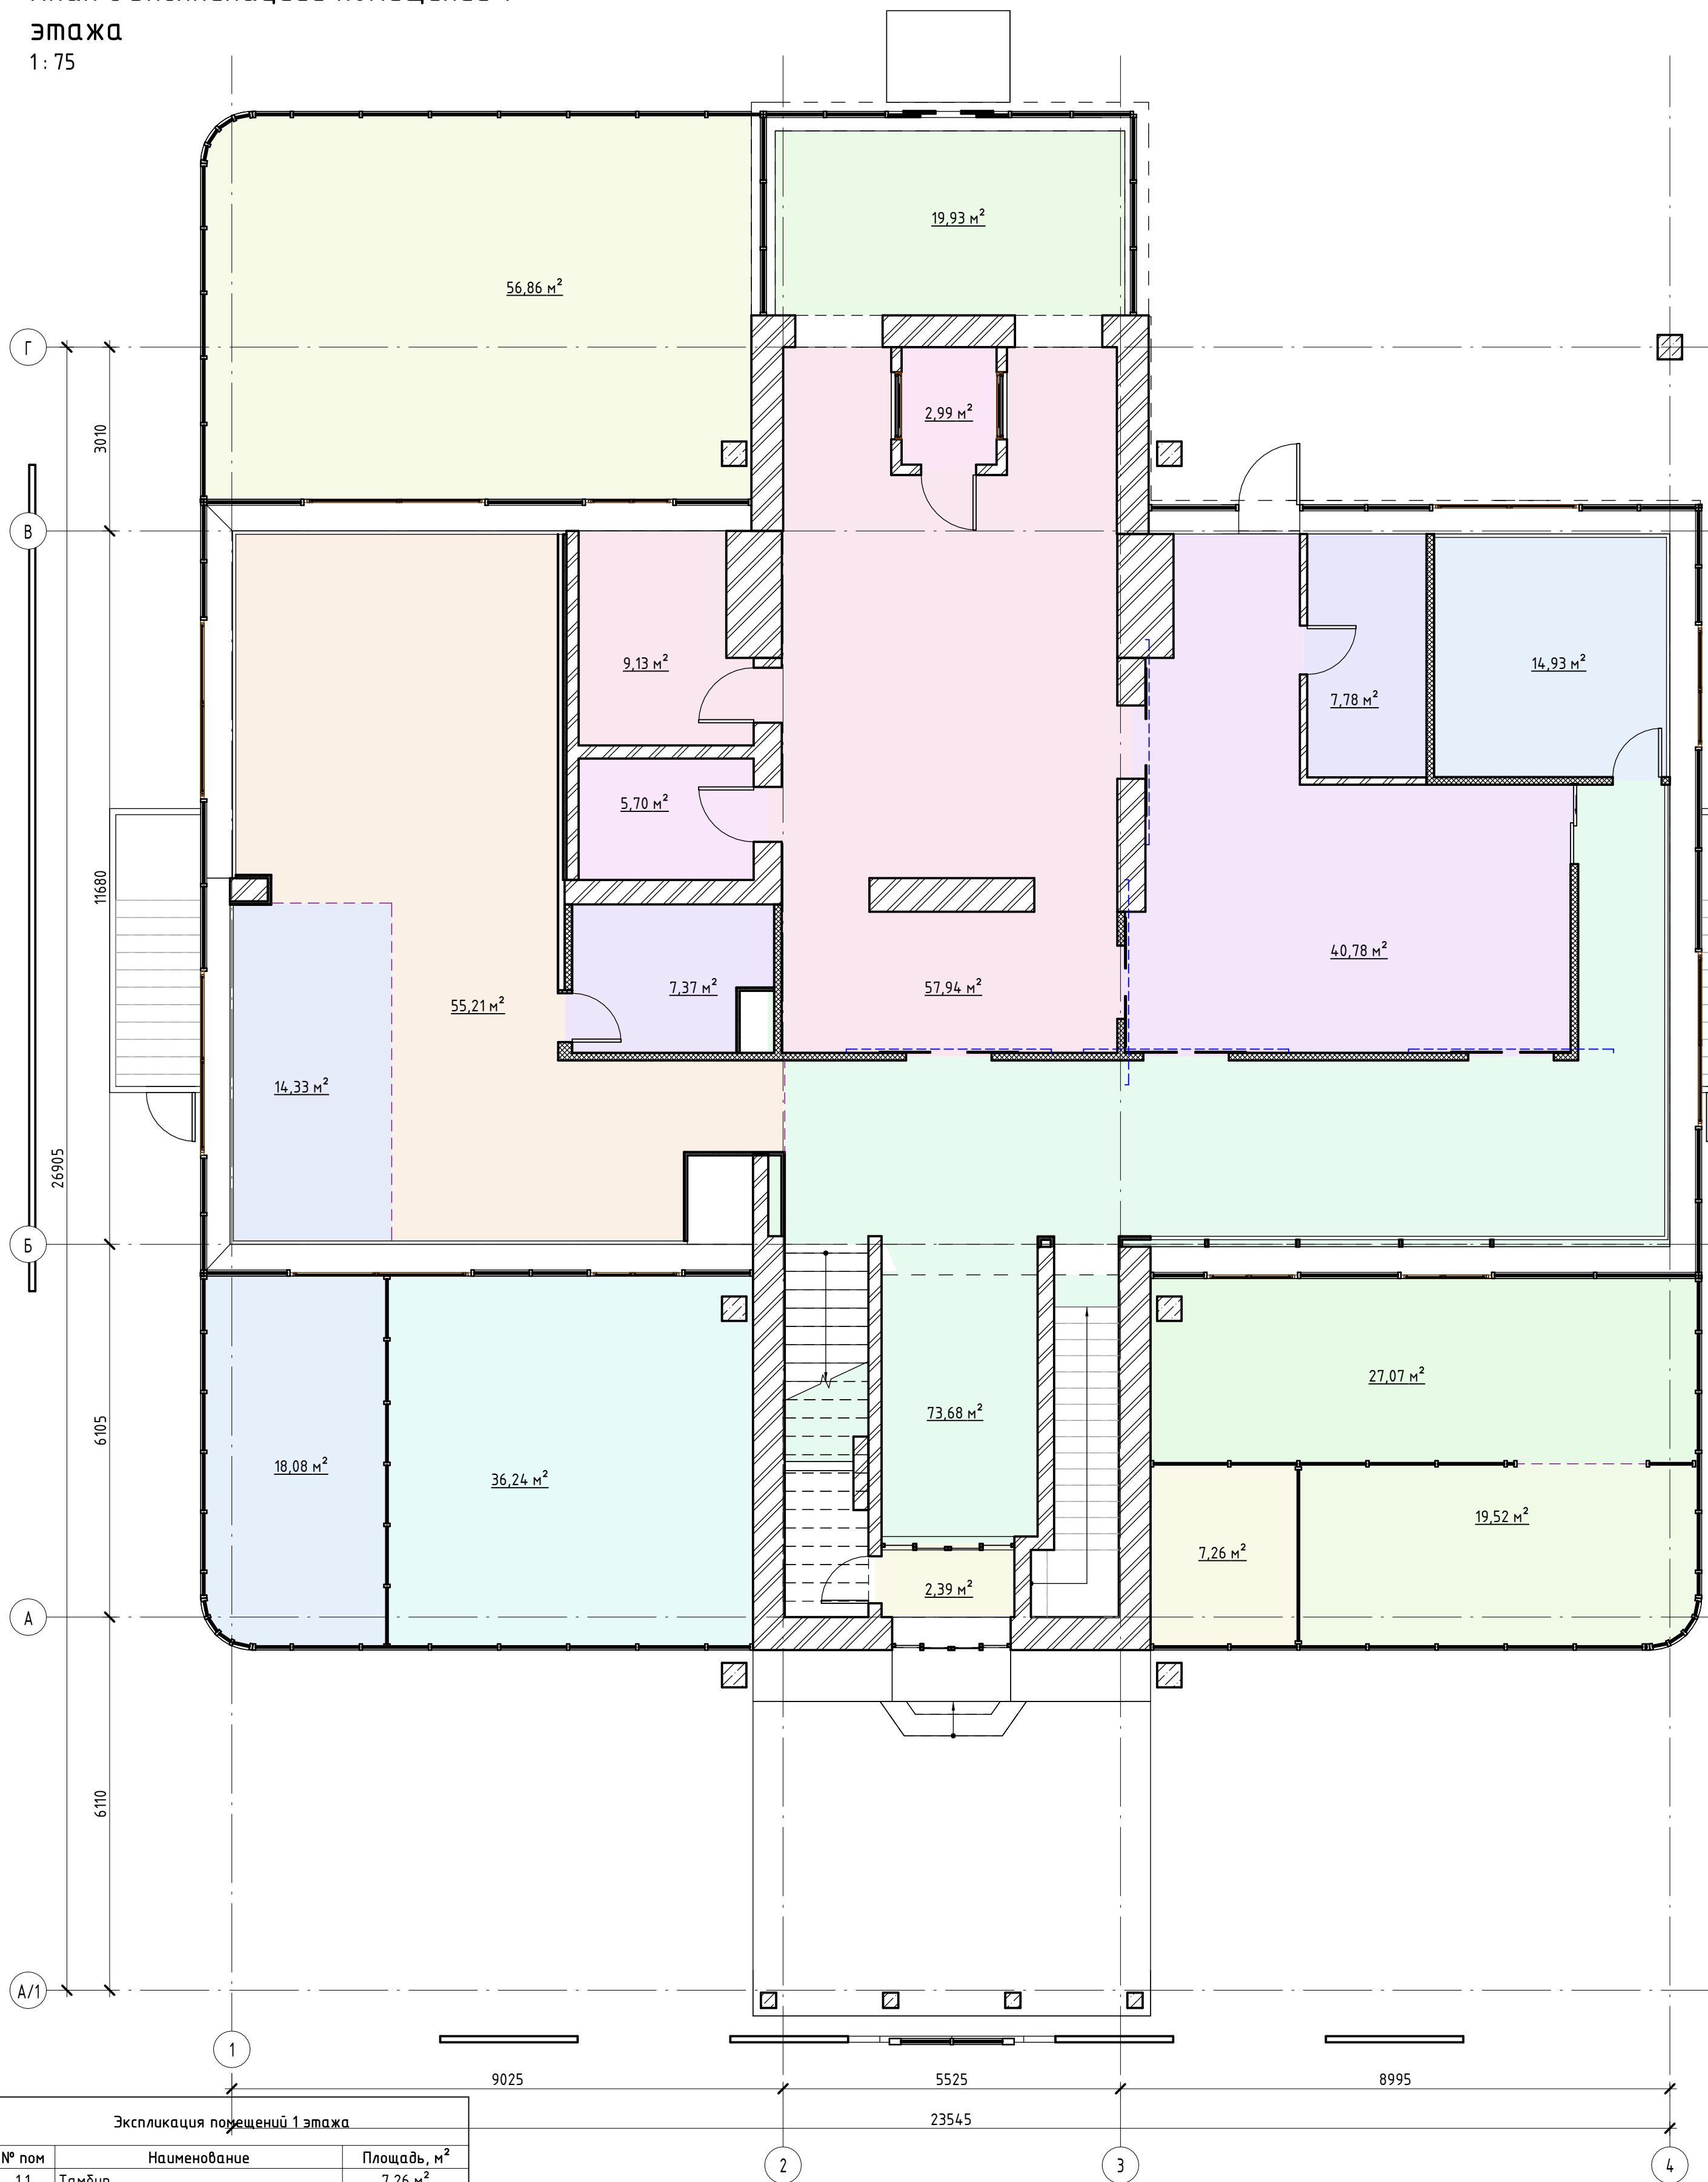 этажа
1 : 75
19,93 м²
56,86 м²
Г
2,99 м²
3010
В
9,13 м²
14,93 м²
7,78 м²
5,70 м²
11680
40,78 м²
7,37 м²
57,94 м²
55,21 м²
14,33 м²
26905
Б
27,07 м²
73,68 м²
6105
18,08 м²
36,24 м²
19,52 м²
7,26 м²
2,39 м²
А
6110
А/1
1
9025
5525
8995
Экспликация помещений 1 этажа
23545
№ пом
Наименование
Площадь, м²
2
3
4
7,26 м²